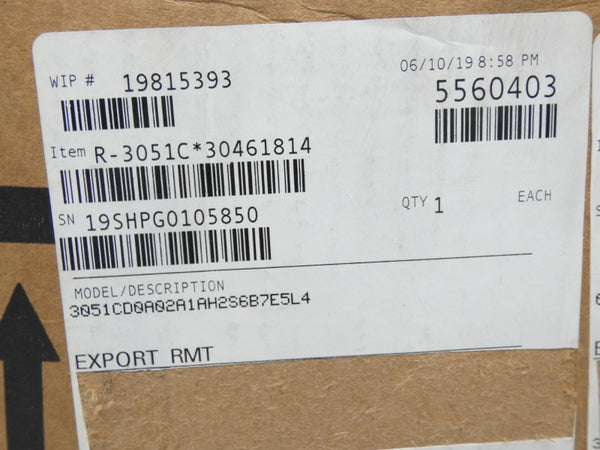 06/10/19 8:58 PM
WIP # 19815393
5560403
Item R-3051C*30461814
SN 19SHPG0105850
QTY 1 EACH
MODEL/DESCRIPTION
3051CD0A02A1AH2S6B7E5L4
EXPORT RMT